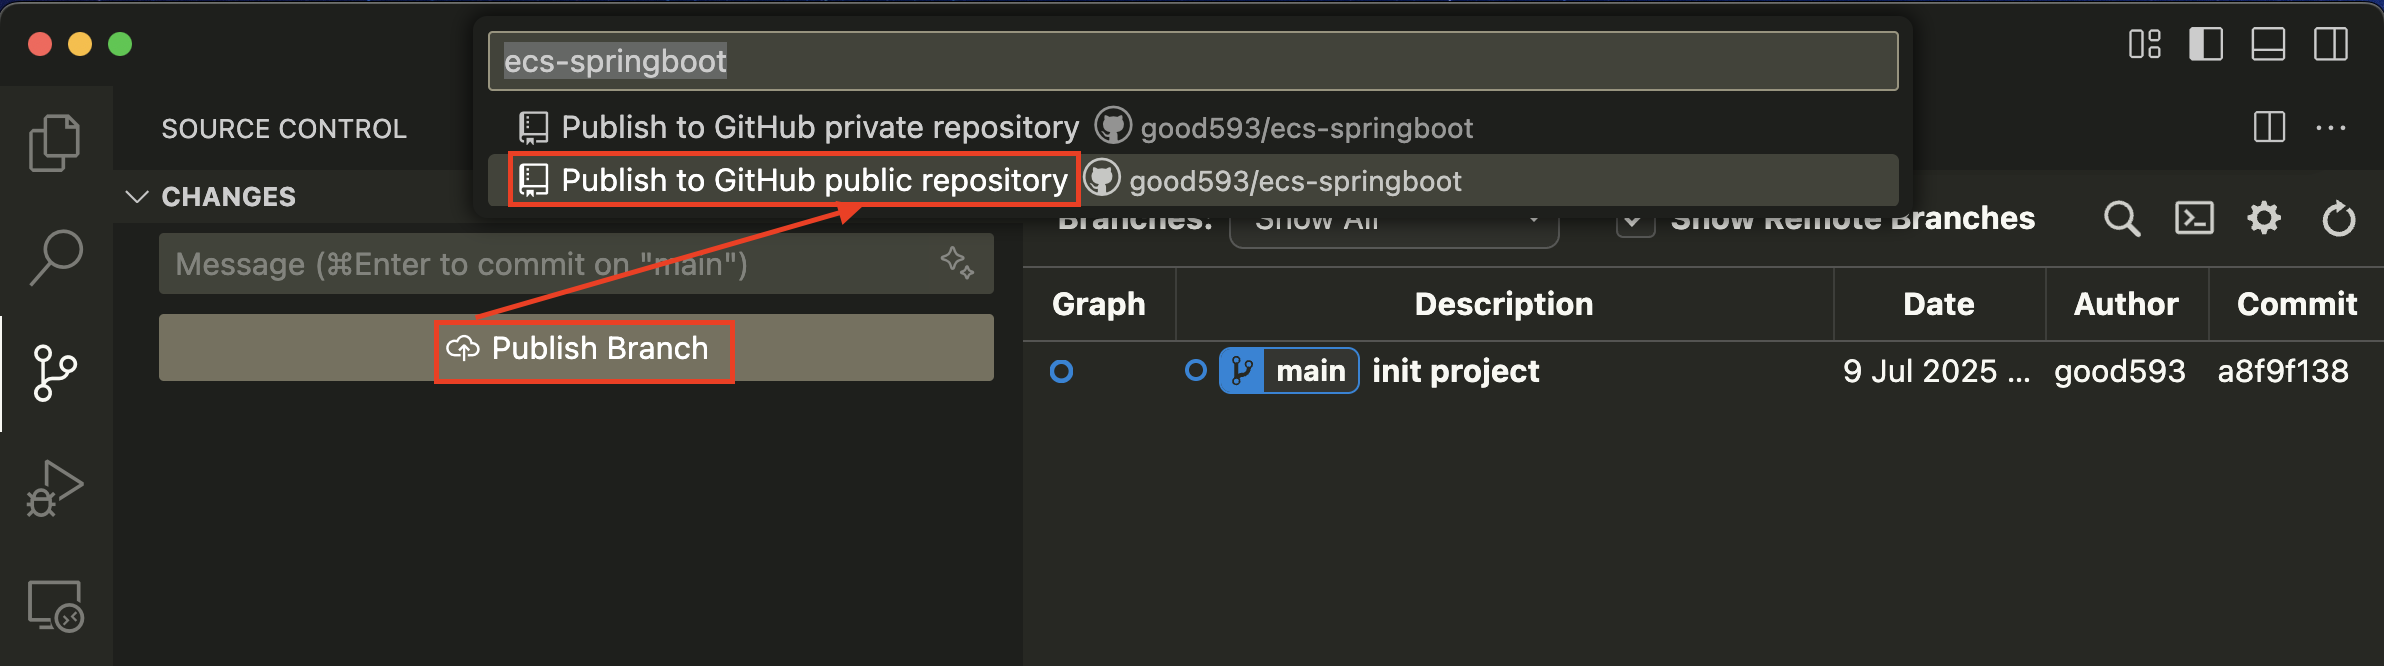 ecs-springboot
Publish to GitHub private repository good593/ecs-springboot
Publish to GitHub public repository good593/ecs-springboot
SOURCE CONTROL
CHANGES
Message (⌘Enter to commit on "main")
Publish Branch
Branches: Show All Show Remote Branches
Graph Description Date Author Commit
main init project 9 Jul 2025 ... good593 a8f9f138